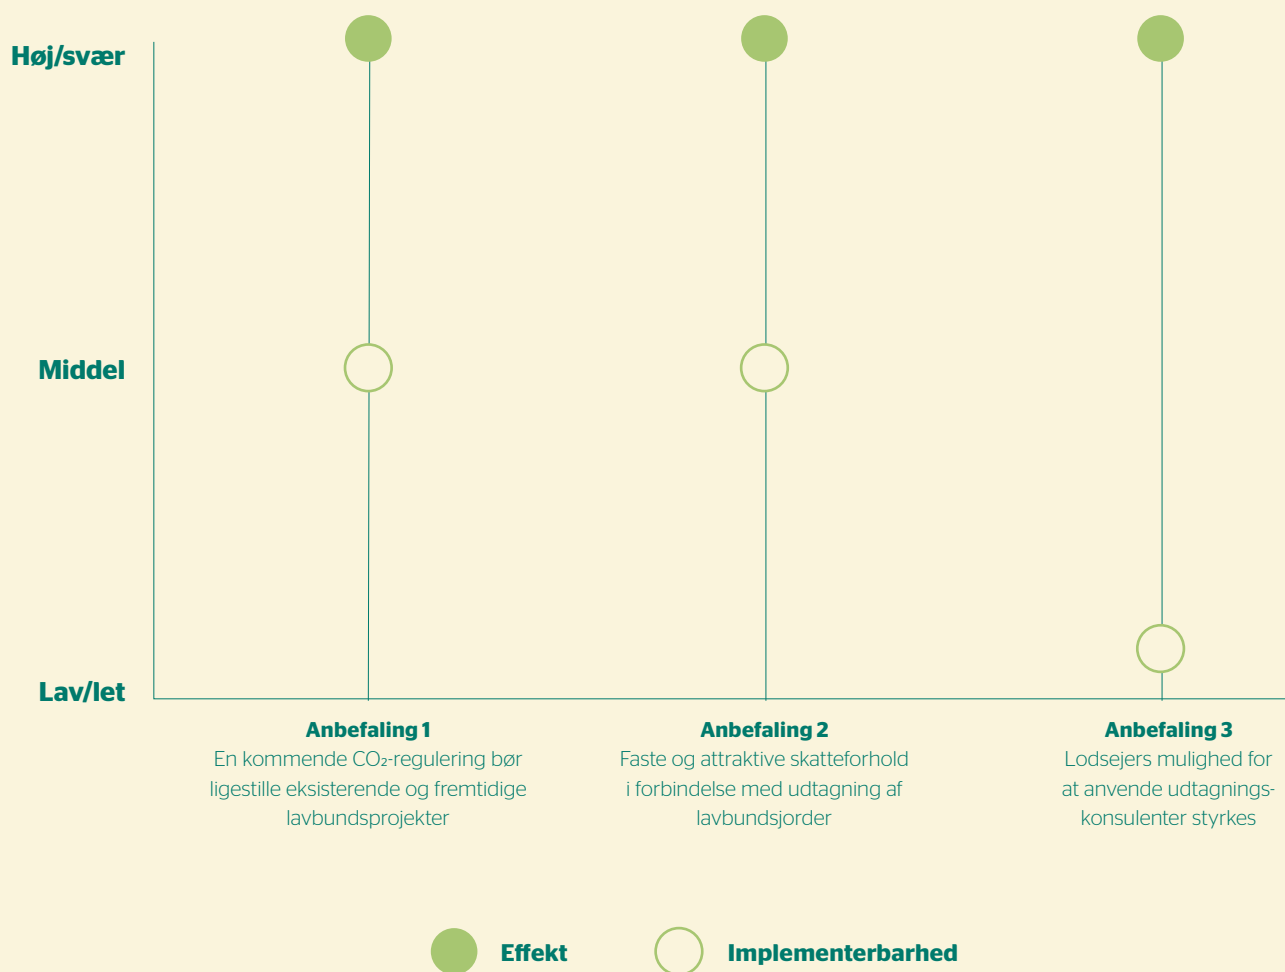 Høj/svær
Middel
Lav/let
Anbefaling 1
En kommende CO₂-regulering bør
ligestille eksisterende og fremtidige
lavbundsprojekter
Anbefaling 2
Faste og attraktive skatteforhold
i forbindelse med udtagning af
lavbundsjorder
Anbefaling 3
Lodsejers mulighed for
at anvende udtagnings-
konsulenter styrkes
Effekt
Implementerbarhed